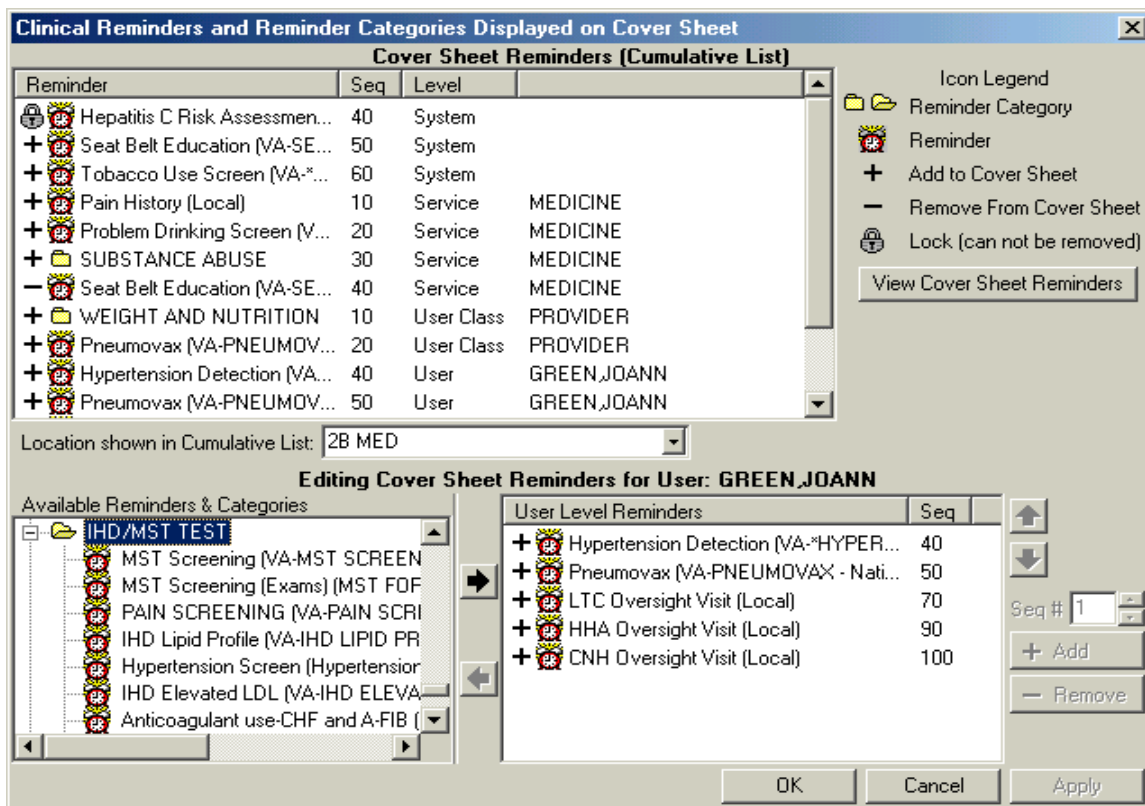 Clinical Reminders and Reminder Categories Displayed on Cover Sheet
Cover Sheet Reminders (Cumulative List)
Reminder Seq Level
Hepatitis C Risk Assessmen... 40 System
Seat Belt Education (VA-SE... 50 System
Tobacco Use Screen (VA-*... 60 System
Pain History (Local) 10 Service MEDICINE
Problem Drinking Screen (V... 20 Service MEDICINE
SUBSTANCE ABUSE 30 Service MEDICINE
Seat Belt Education (VA-SE... 40 Service MEDICINE
WEIGHT AND NUTRITION 10 User Class PROVIDER
Pneumovax (VA-PNEUMOV... 20 User Class PROVIDER
Hypertension Detection (VA... 40 User GREEN,JOANN
Pneumovax (VA-PNEUMOV... 50 User GREEN,JOANN
Icon Legend
Reminder Category
Reminder
+ Add to Cover Sheet
− Remove From Cover Sheet
Lock (can not be removed)
View Cover Sheet Reminders
Location shown in Cumulative List: 2B MED
Editing Cover Sheet Reminders for User: GREEN,JOANN
Available Reminders & Categories
IHD/MST TEST
MST Screening (VA-MST SCREEN
MST Screening (Exams) (MST FOF
PAIN SCREENING (VA-PAIN SCRI
IHD Lipid Profile (VA-IHD LIPID PR
Hypertension Screen (Hypertension
IHD Elevated LDL (VA-IHD ELEVA
Anticoagulant use-CHF and A-FIB (
User Level Reminders Seq
Hypertension Detection (VA-*HYPER... 40
Pneumovax (VA-PNEUMOVAX - Nati... 50
LTC Oversight Visit (Local) 70
HHA Oversight Visit (Local) 90
CNH Oversight Visit (Local) 100
Seq # 1
+ Add
− Remove
OK Cancel Apply